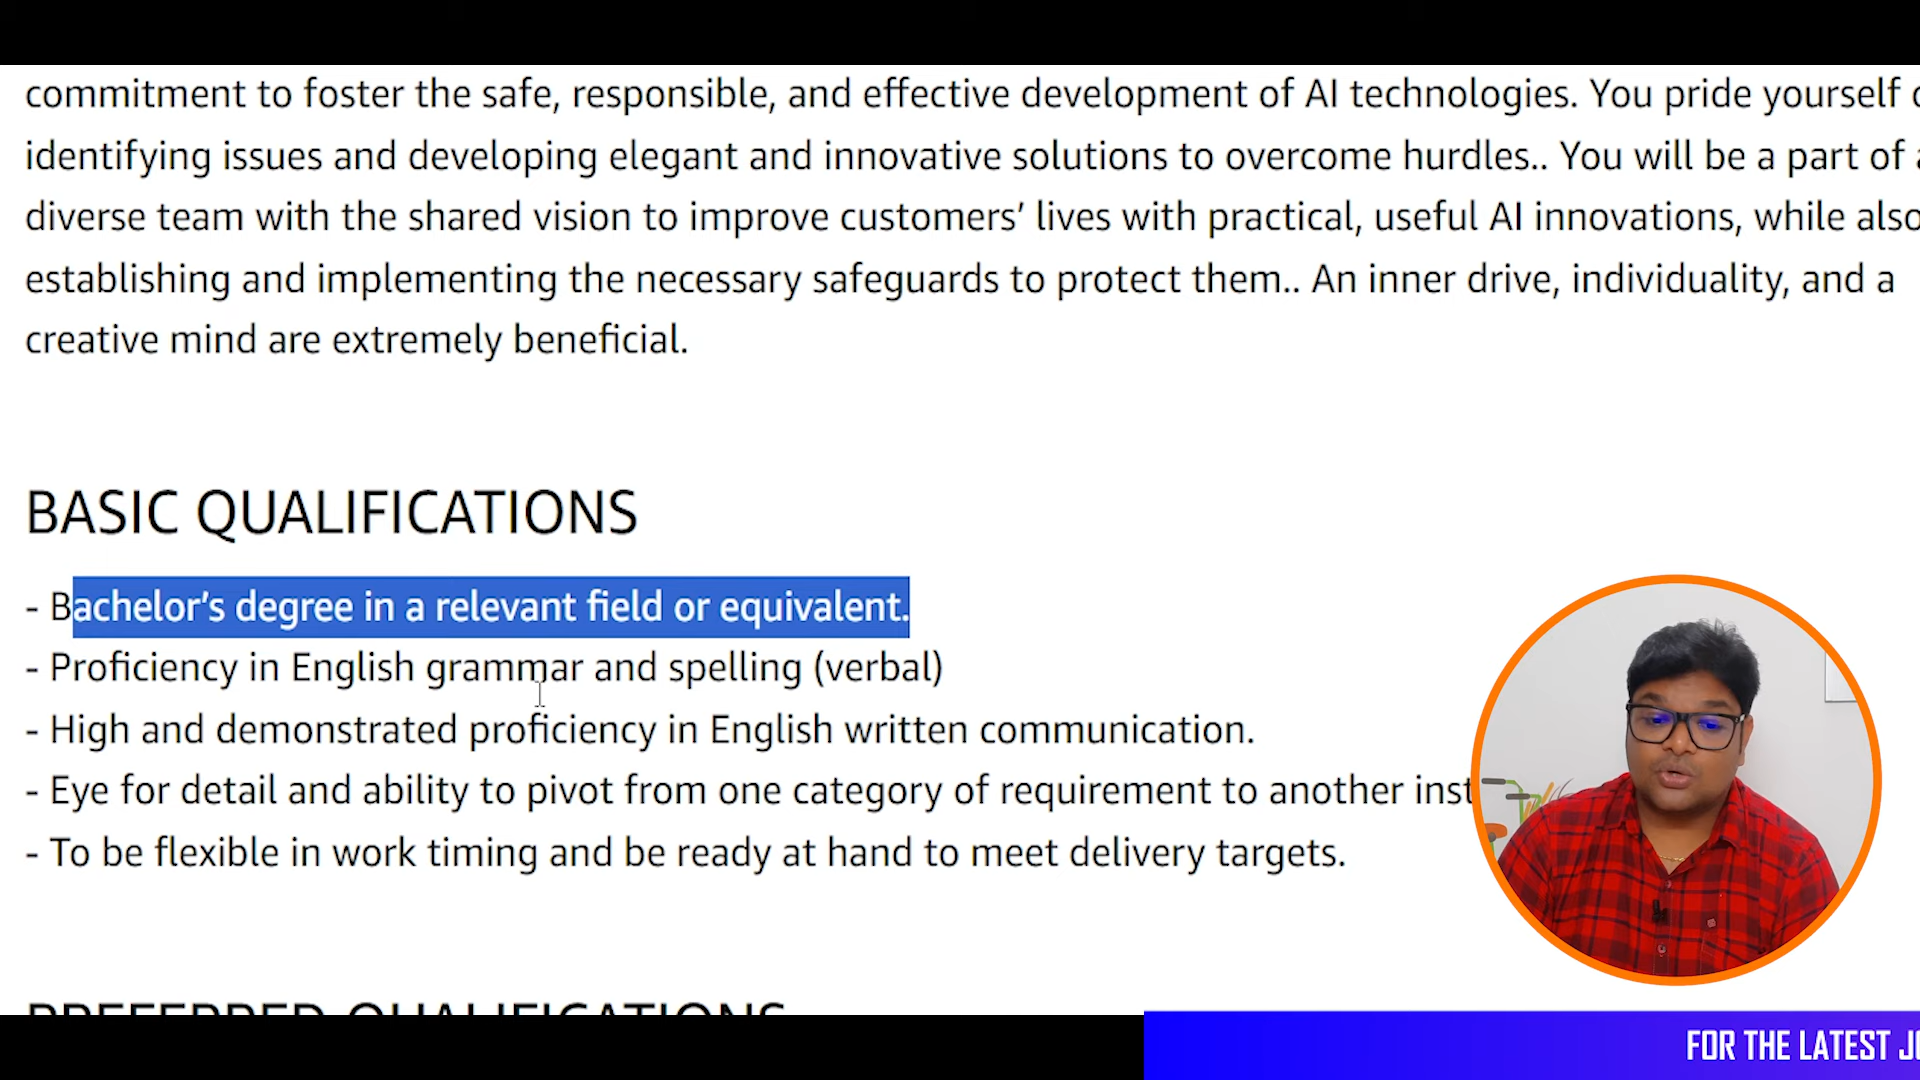 commitment to foster the safe, responsible, and effective development of AI technologies. You pride yourself
identifying issues and developing elegant and innovative solutions to overcome hurdles.. You will be a part of
diverse team with the shared vision to improve customers’ lives with practical, useful AI innovations, while also
establishing and implementing the necessary safeguards to protect them.. An inner drive, individuality, and a
creative mind are extremely beneficial.
BASIC QUALIFICATIONS
- Bachelor’s degree in a relevant field or equivalent.
- Proficiency in English grammar and spelling (verbal)
- High and demonstrated proficiency in English written communication.
- Eye for detail and ability to pivot from one category of requirement to another inst
- To be flexible in work timing and be ready at hand to meet delivery targets.
PREFERRED QUALIFICATIONS
FOR THE LATEST